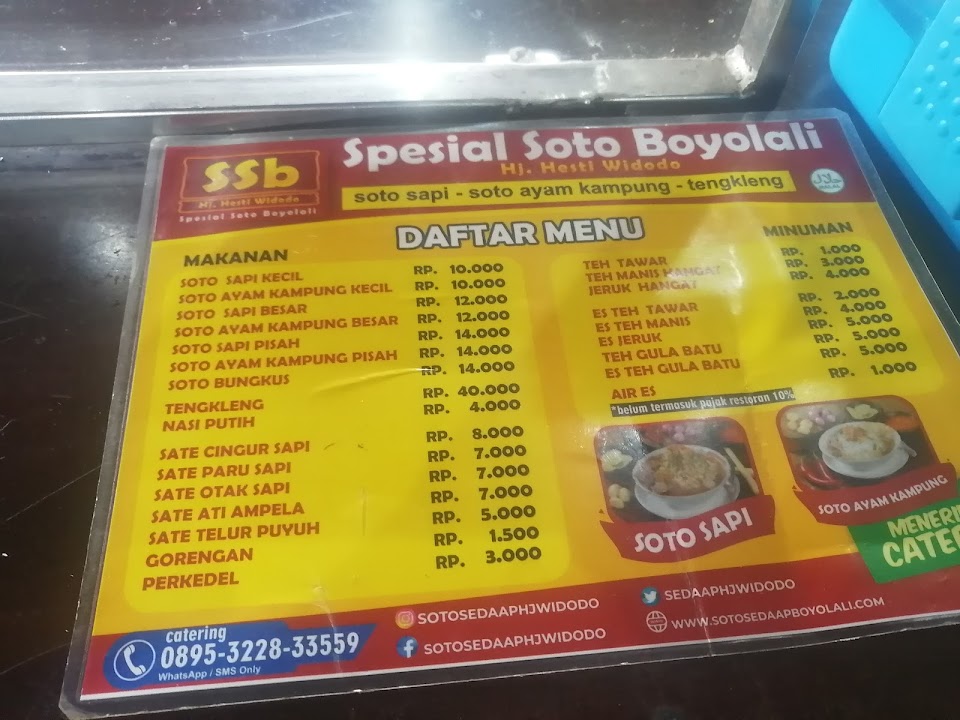 SSb
Hj. Hesti Widodo
Spesial Soto Boyolali
Spesial Soto Boyolali
Hj. Hesti Widodo
soto sapi - soto ayam kampung - tengkleng
حلال
HALAL
DAFTAR MENU
MAKANAN
SOTO SAPI KECIL RP. 10.000
SOTO AYAM KAMPUNG KECIL RP. 10.000
SOTO SAPI BESAR RP. 12.000
SOTO AYAM KAMPUNG BESAR RP. 12.000
SOTO SAPI PISAH RP. 14.000
SOTO AYAM KAMPUNG PISAH RP. 14.000
SOTO BUNGKUS RP. 14.000
TENGKLENG RP. 40.000
NASI PUTIH RP. 4.000
SATE CINGUR SAPI RP. 8.000
SATE PARU SAPI RP. 7.000
SATE OTAK SAPI RP. 7.000
SATE ATI AMPELA RP. 7.000
SATE TELUR PUYUH RP. 5.000
GORENGAN RP. 1.500
PERKEDEL RP. 3.000
MINUMAN
TEH TAWAR RP. 1.000
TEH MANIS HANGAT RP. 3.000
JERUK HANGAT RP. 4.000
ES TEH TAWAR RP. 2.000
ES TEH MANIS RP. 4.000
ES JERUK RP. 5.000
TEH GULA BATU RP. 5.000
ES TEH GULA BATU RP. 5.000
AIR ES RP. 1.000
*belum termasuk pajak restoran 10%
SOTO SAPI
SOTO AYAM KAMPUNG
catering
0895-3228-33559
WhatsApp / SMS Only
SOTOSEDAAPHJWIDODO
SOTOSEDAAPHJWIDODO
SEDAAPHJWIDODO
WWW.SOTOSEDAAPBOYOLALI.COM